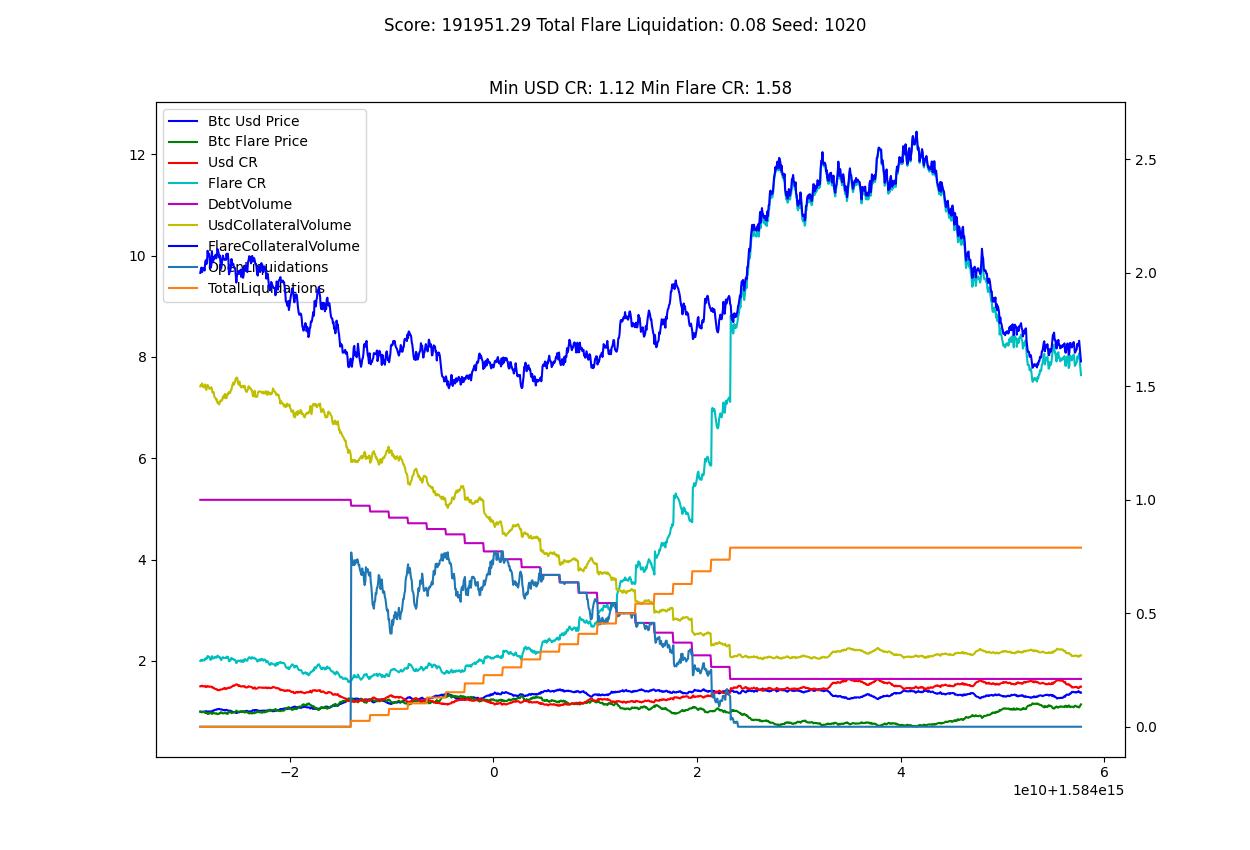 Score: 191951.29 Total Flare Liquidation: 0.08 Seed: 1020
Min USD CR: 1.12 Min Flare CR: 1.58
Btc Usd Price
Btc Flare Price
Usd CR
Flare CR
DebtVolume
UsdCollateralVolume
FlareCollateralVolume
OpenLiquidations
TotalLiquidations
12
10
8
6
4
2
2.5
2.0
1.5
1.0
0.5
0.0
−2
0
2
4
6
1e10+1.584e15